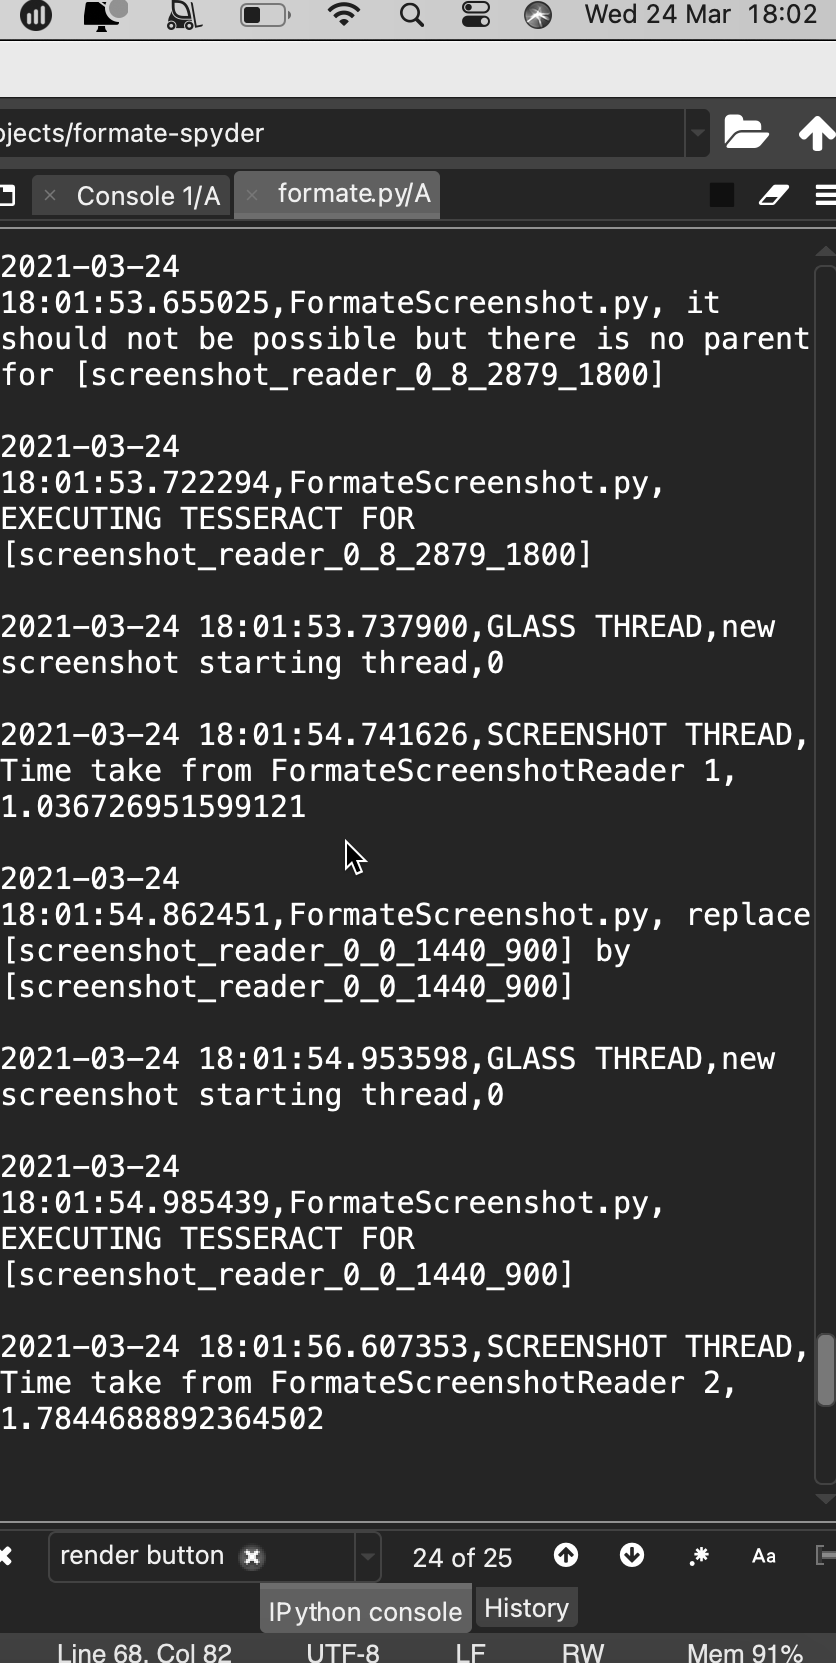 Wed 24 Mar 18:02
ojects/formate-spyder
Console 1/A
formate.py/A
2021-03-24
18:01:53.655025,FormateScreenshot.py, it
should not be possible but there is no parent
for [screenshot_reader_0_8_2879_1800]
2021-03-24
18:01:53.722294,FormateScreenshot.py,
EXECUTING TESSERACT FOR
[screenshot_reader_0_8_2879_1800]
2021-03-24 18:01:53.737900,GLASS THREAD,new
screenshot starting thread,0
2021-03-24 18:01:54.741626,SCREENSHOT THREAD,
Time take from FormateScreenshotReader 1,
1.036726951599121
2021-03-24
18:01:54.862451,FormateScreenshot.py, replace
[screenshot_reader_0_0_1440_900] by
[screenshot_reader_0_0_1440_900]
2021-03-24 18:01:54.953598,GLASS THREAD,new
screenshot starting thread,0
2021-03-24
18:01:54.985439,FormateScreenshot.py,
EXECUTING TESSERACT FOR
[screenshot_reader_0_0_1440_900]
2021-03-24 18:01:56.607353,SCREENSHOT THREAD,
Time take from FormateScreenshotReader 2,
1.7844688892364502
render button
24 of 25
.*
Aa
IPython console
History
Line 68, Col 82
UTF-8
LF
RW
Mem 91%